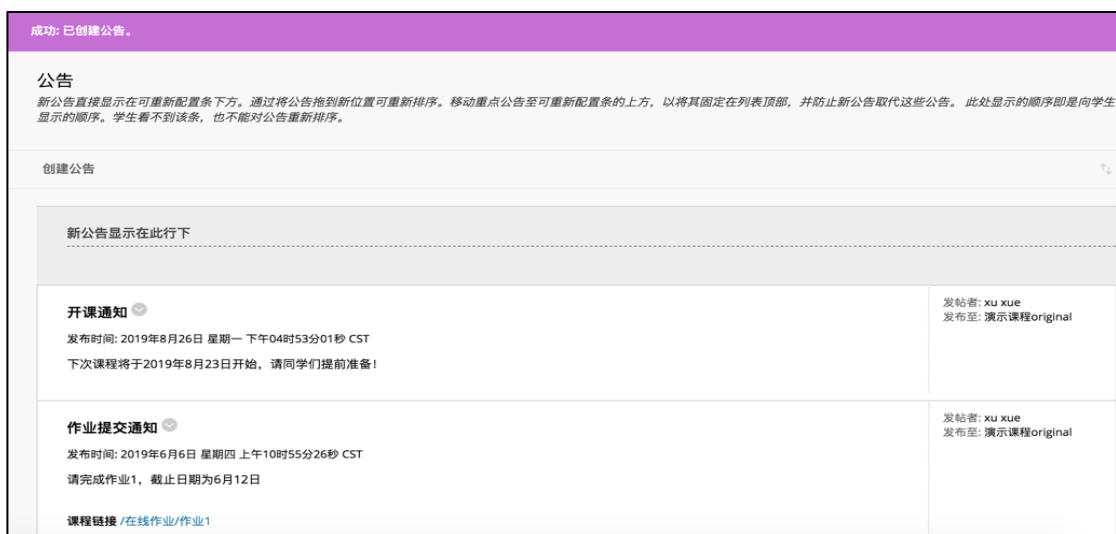 成功: 已创建公告。
公告
新公告直接显示在可重新配置条下方。通过将公告拖到新位置可重新排序。移动重点公告至可重新配置条的上方，以将其固定在列表顶部，并防止新公告取代这些公告。 此处显示的顺序即是向学生
显示的顺序。学生看不到该条，也不能对公告重新排序。
创建公告
新公告显示在此行下
开课通知
发布时间: 2019年8月26日 星期一 下午04时53分01秒 CST
下次课程将于2019年8月23日开始，请同学们提前准备!
发帖者: xu xue
发布至: 演示课程original
作业提交通知
发布时间: 2019年6月6日 星期四 上午10时55分26秒 CST
请完成作业1，截止日期为6月12日
课程链接 /在线作业/作业1
发帖者: xu xue
发布至: 演示课程original